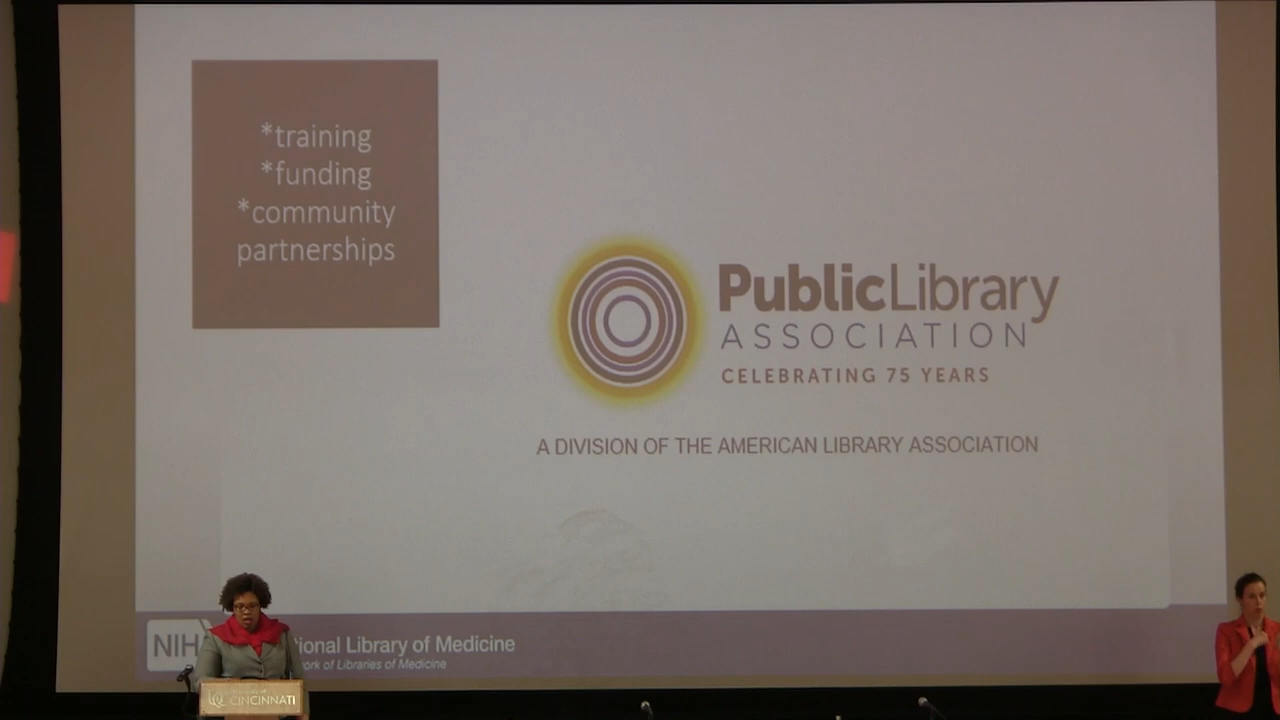 *training
*funding
*community
partnerships
PublicLibrary
ASSOCIATION
CELEBRATING 75 YEARS
A DIVISION OF THE AMERICAN LIBRARY ASSOCIATION
NIH
ional Library of Medicine
ork of Libraries of Medicine
CINCINNATI